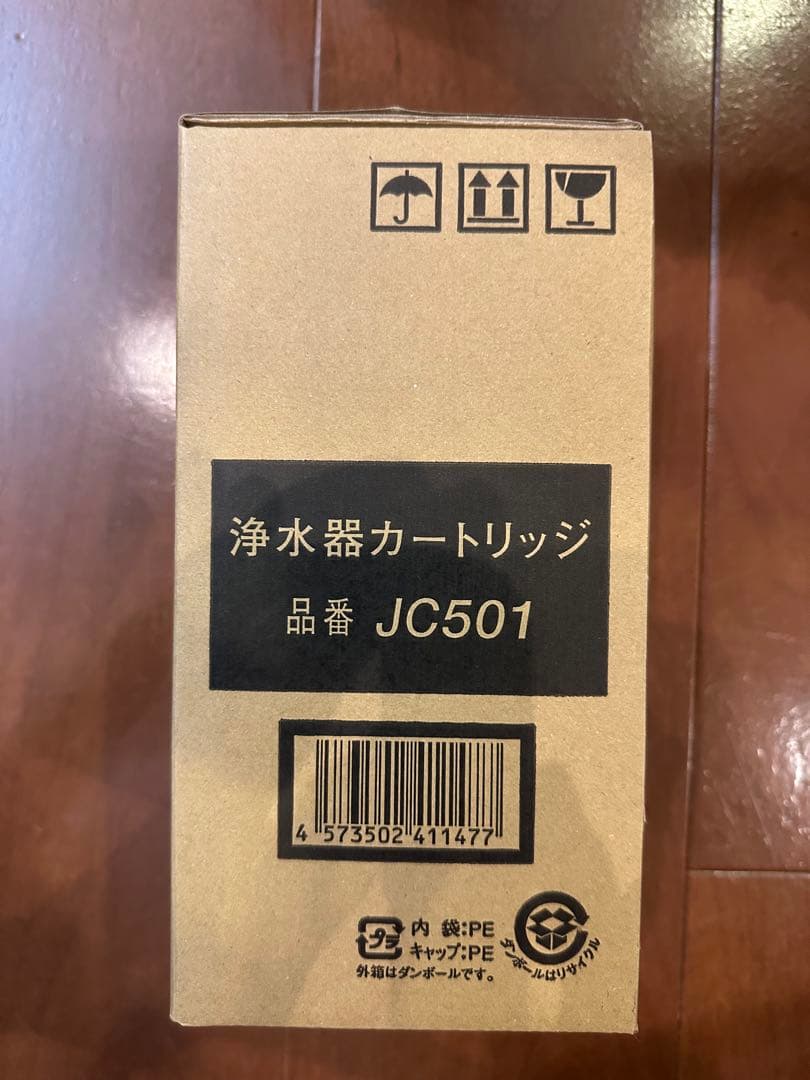 浄水器カートリッジ
品番 JC501
4 573502 411477
プラ
内 袋:PE
キャップ:PE
外箱はダンボールです。
ダンボールはリサイクル